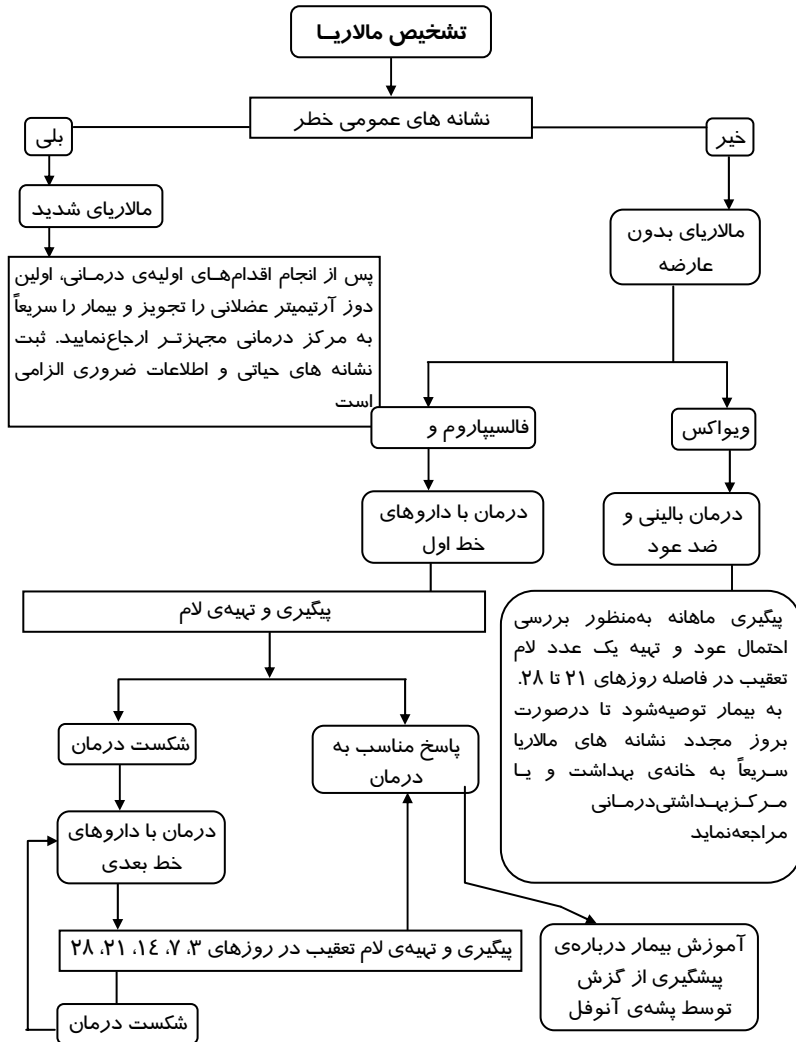 تشخیص مالاریـا
نشانه های عمومی خطر
بلی
خیر
مالاریای شدید
مالاریای بدون
عارضه
پس از انجام اقدام‌هـای اولیه‌ی درمـانی، اولین
دوز آرتیمیتر عضلانی را تجویز و بیمار را سریعاً
به مرکز درمانی مجهزتـر ارجاع‌نمایید. ثبت
نشانه های حیاتی و اطلاعات ضروری الزامی
است
فالسیپاروم و
ویواکس
درمان با داروهای
خط اول
درمان بالینی و
ضد عود
پیگیری و تهیه‌ی لام
پیگیری ماهانه به‌منظور بررسی
احتمال عود و تهیه یک عدد لام
تعقیب در فاصله روزهای ۲۱ تا ۲۸.
به بیمار توصیه‌شود تا درصورت
بروز مجدد نشانه های مالاریا
سـریعاً به خانه‌ی بهداشت و یـا
مـرکـزبهـداشتی‌درمـانی
مراجعه‌نماید
شکست درمان
پاسخ مناسب به
درمان
درمان با داروهای
خط بعدی
پیگیری و تهیه‌ی لام تعقیب در روزهای ۳، ۷، ۱٤، ۲۱، ۲۸
آموزش بیمار درباره‌ی
پیشگیری از گزش
توسط پشه‌ی آنوفل
شکست درمان